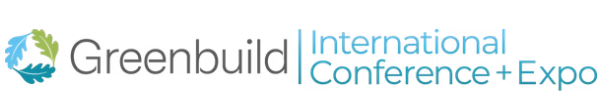 Greenbuild
International
Conference + Expo